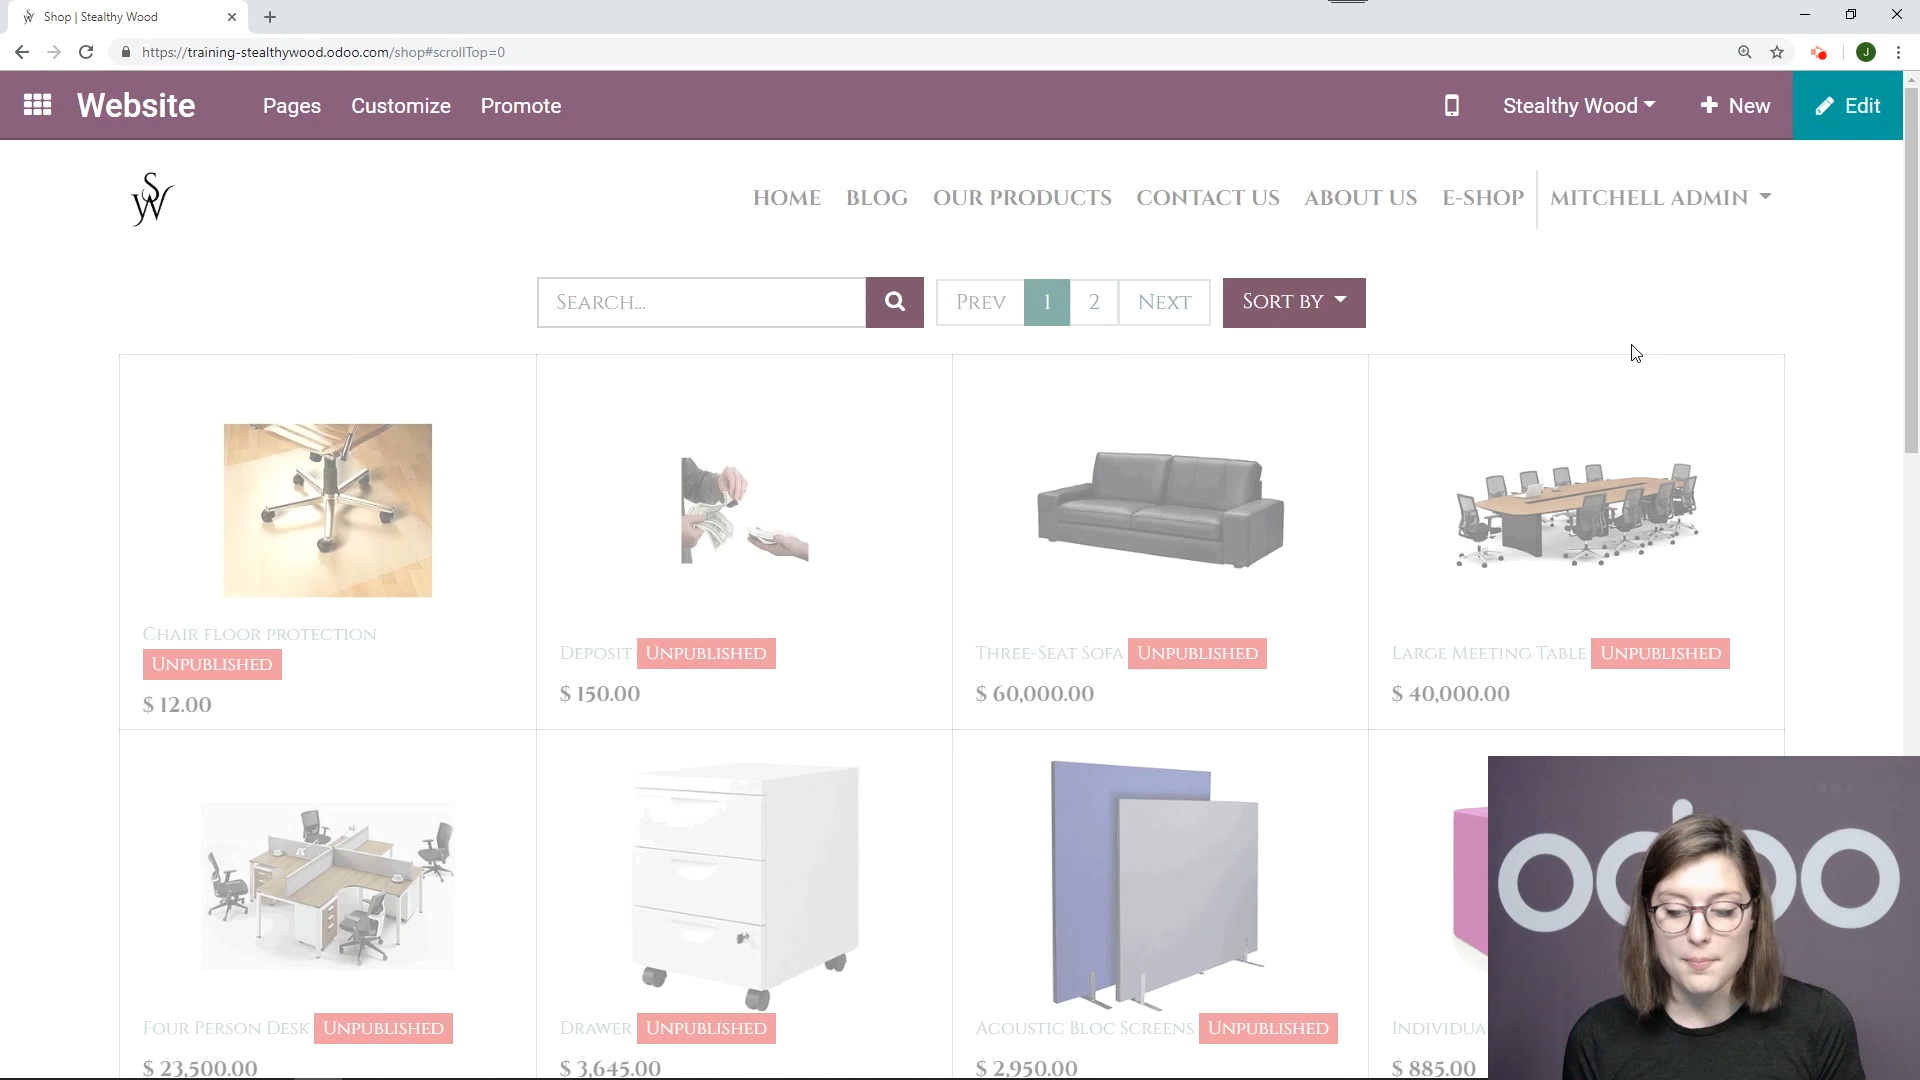 Shop | Stealthy Wood
https://training-stealthywood.odoo.com/shop#scrollTop=0
J
Website
Pages
Customize
Promote
Stealthy Wood
New
Edit
SW
HOME
BLOG
OUR PRODUCTS
CONTACT US
ABOUT US
E-SHOP
MITCHELL ADMIN
SEARCH...
PREV
1
2
NEXT
SORT BY
CHAIR FLOOR PROTECTION
UNPUBLISHED
$ 12.00
DEPOSIT UNPUBLISHED
$ 150.00
THREE-SEAT SOFA UNPUBLISHED
$ 60,000.00
LARGE MEETING TABLE UNPUBLISHED
$ 40,000.00
FOUR PERSON DESK UNPUBLISHED
$ 23,500.00
DRAWER UNPUBLISHED
$ 3,645.00
ACOUSTIC BLOC SCREENS UNPUBLISHED
$ 2,950.00
INDIVIDUA
$ 885.00
odoo